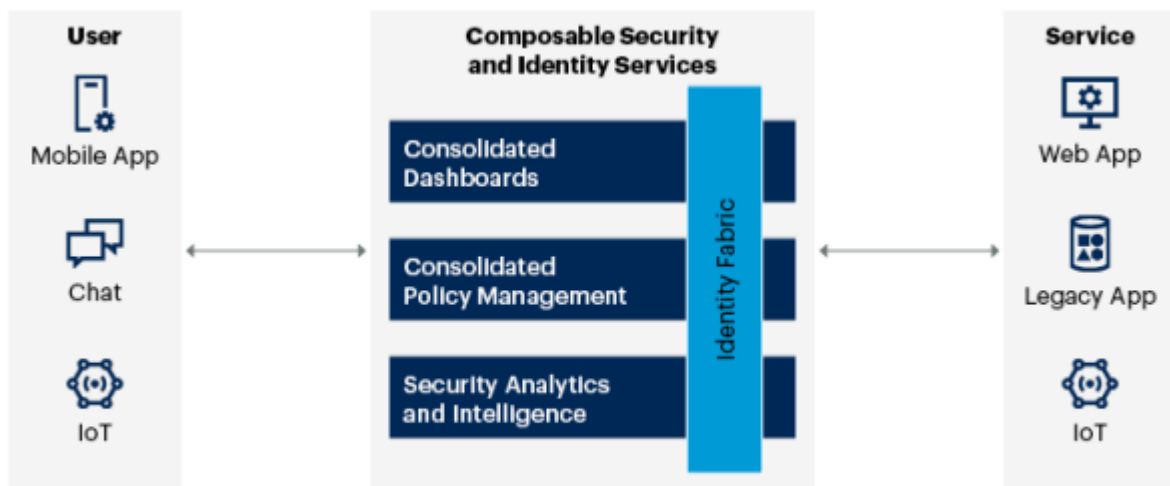 User
Mobile App
Chat
IoT
Composable Security
and Identity Services
Consolidated
Dashboards
Consolidated
Policy Management
Security Analytics
and Intelligence
Identity Fabric
Service
Web App
Legacy App
IoT